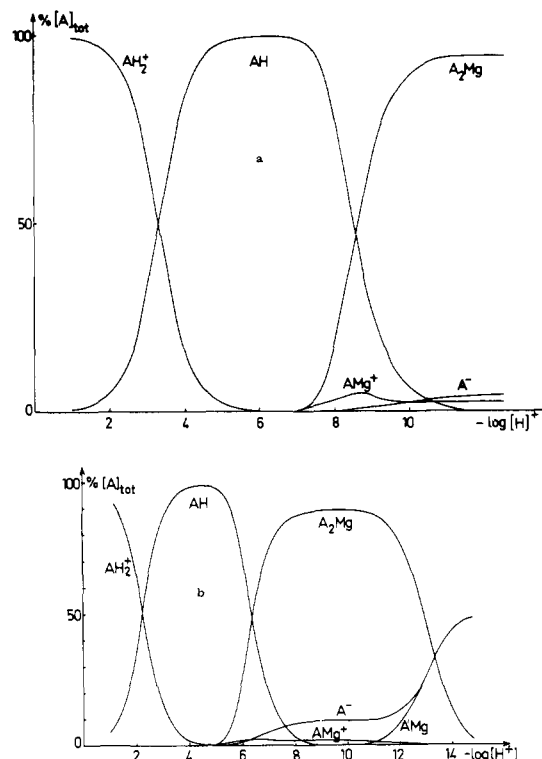 % [A]tot
100
AH2+
AH
A2Mg
a
50
AMg+
A-
0
2
4
6
8
10
-log[H]+
% [A]tot
100
AH
A2Mg
AH2+
b
50
A-
AMg+
AMg
0
2
4
6
8
10
12
14
-log[H+]